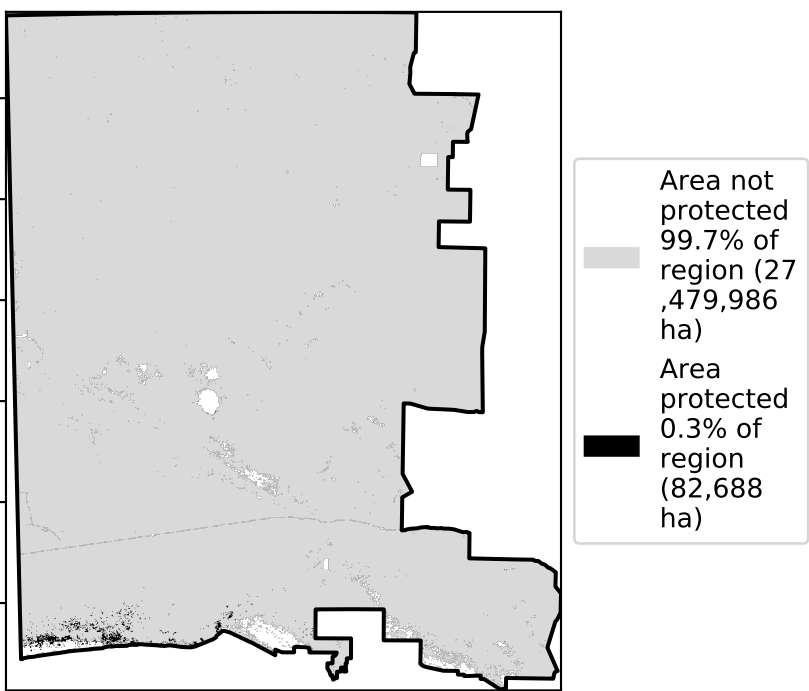 Area not
protected
99.7% of
region (27
,479,986
ha)
Area
protected
0.3% of
region
(82,688
ha)